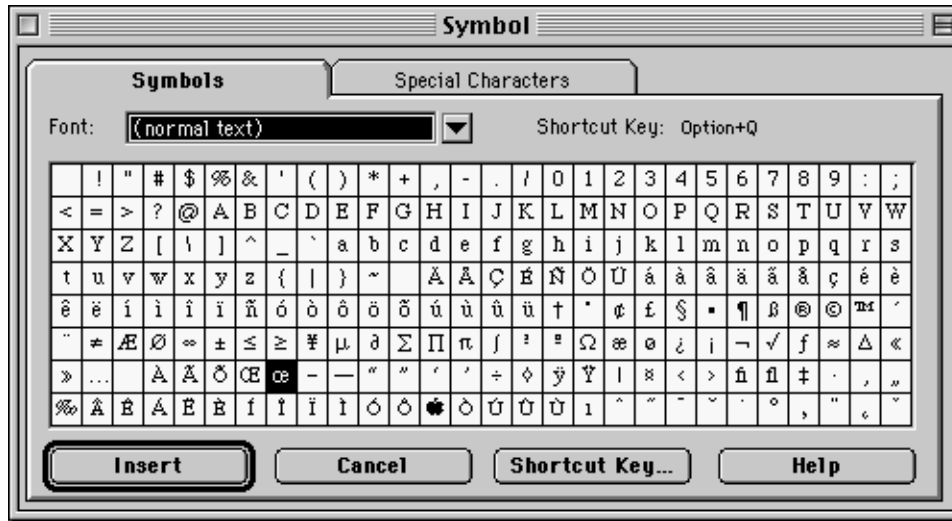 Symbol
Symbols Special Characters
Font: (normal text) Shortcut Key: Option+Q
! " # $ % & ' ( ) * + , - . / 0 1 2 3 4 5 6 7 8 9 : ;
< = > ? @ A B C D E F G H I J K L M N O P Q R S T U V W
X Y Z [ \ ] ^ _ ` a b c d e f g h i j k l m n o p q r s
t u v w x y z { | } ~ Ä Å Ç É Ñ Ö Ü á à â ä ã å ç é è
ê ë í ì î ï ñ ó ò ô ö õ ú ù û ü † ° ¢ £ § • ¶ ß ® © ™ ´
¨ ≠ Æ Ø ∞ ± ≤ ≥ ¥ µ ∂ ∑ ∏ π ∫ ª º Ω æ ø ¿ ¡ ¬ √ ƒ ≈ ∆ «
» … À Ã Õ Œ œ – — “ ” ‘ ’ ÷ ◊ ÿ Ÿ ⁄ ¤ ‹ › fi fl ‡ · ‚ „
‰ Â Ê Á Ë È Í Î Ï Ì Ó Ô  Ò Ú Û Ù ı ˆ ˜ ¯ ˘ ˙ ˚ ¸ ˝ ˛ ˇ
Insert Cancel Shortcut Key... Help